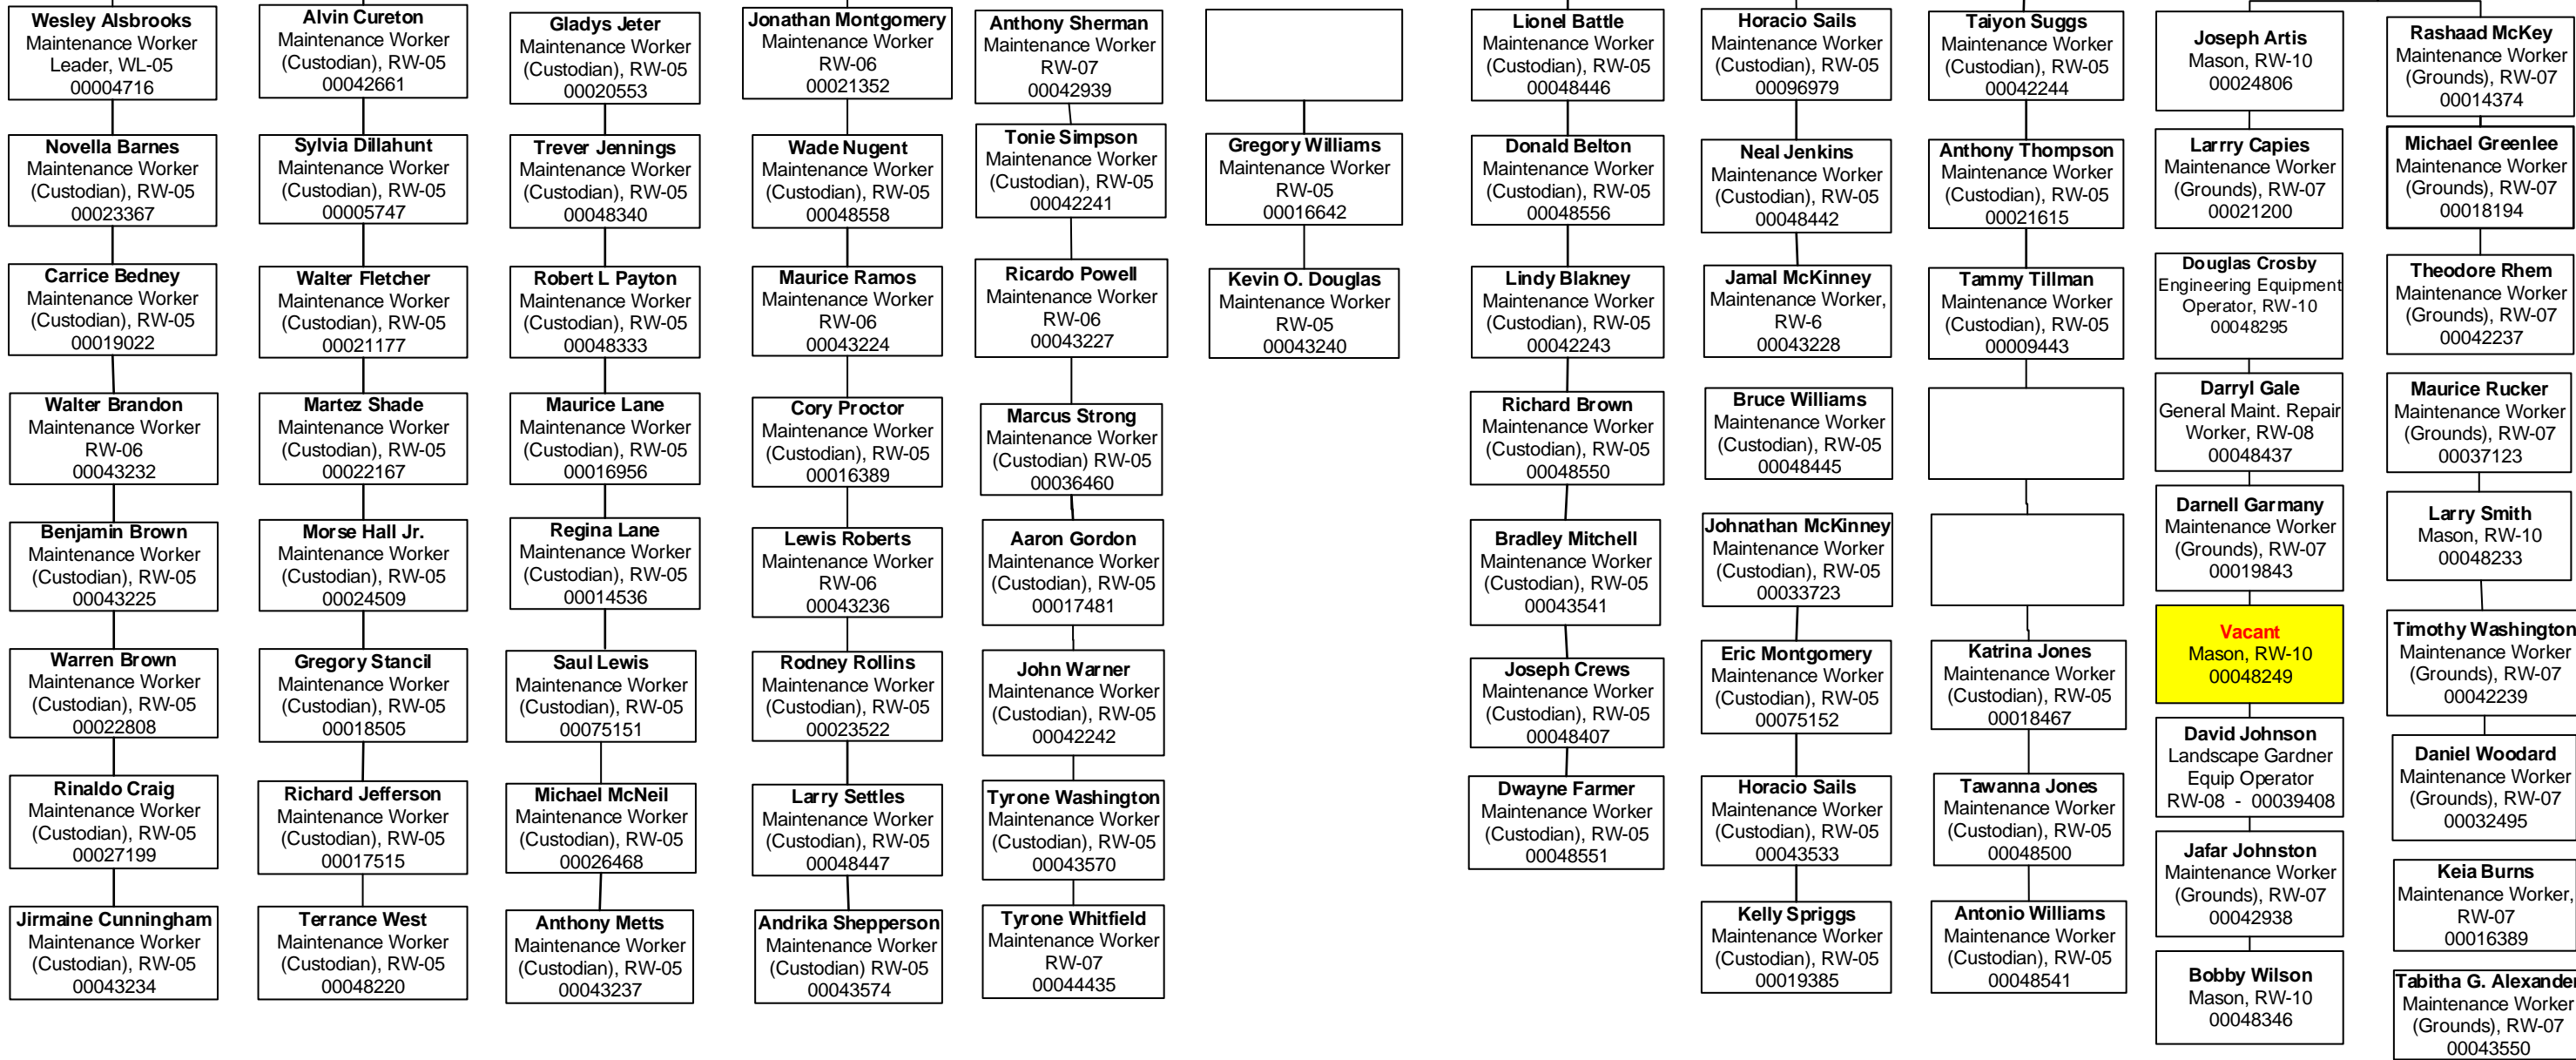 Wesley Alsbrooks
Maintenance Worker
Leader, WL-05
00004716
Novella Barnes
Maintenance Worker
(Custodian), RW-05
00023367
Carrice Bedney
Maintenance Worker
(Custodian), RW-05
00019022
Walter Brandon
Maintenance Worker
RW-06
00043232
Benjamin Brown
Maintenance Worker
(Custodian), RW-05
00043225
Warren Brown
Maintenance Worker
(Custodian), RW-05
00022808
Rinaldo Craig
Maintenance Worker
(Custodian), RW-05
00027199
Jirmaine Cunningham
Maintenance Worker
(Custodian), RW-05
00043234
Alvin Cureton
Maintenance Worker
(Custodian), RW-05
00042661
Sylvia Dillahunt
Maintenance Worker
(Custodian), RW-05
00005747
Walter Fletcher
Maintenance Worker
(Custodian), RW-05
00021177
Martez Shade
Maintenance Worker
(Custodian), RW-05
00022167
Morse Hall Jr.
Maintenance Worker
(Custodian), RW-05
00024509
Gregory Stancil
Maintenance Worker
(Custodian), RW-05
00018505
Richard Jefferson
Maintenance Worker
(Custodian), RW-05
00017515
Terrance West
Maintenance Worker
(Custodian), RW-05
00048220
Gladys Jeter
Maintenance Worker
(Custodian), RW-05
00020553
Trever Jennings
Maintenance Worker
(Custodian), RW-05
00048340
Robert L Payton
Maintenance Worker
(Custodian), RW-05
00048333
Maurice Lane
Maintenance Worker
(Custodian), RW-05
00016956
Regina Lane
Maintenance Worker
(Custodian), RW-05
00014536
Saul Lewis
Maintenance Worker
(Custodian), RW-05
00075151
Michael McNeil
Maintenance Worker
(Custodian), RW-05
00026468
Anthony Metts
Maintenance Worker
(Custodian), RW-05
00043237
Jonathan Montgomery
Maintenance Worker
RW-06
00021352
Wade Nugent
Maintenance Worker
(Custodian), RW-05
00048558
Maurice Ramos
Maintenance Worker
RW-06
00043224
Cory Proctor
Maintenance Worker
(Custodian), RW-05
00016389
Lewis Roberts
Maintenance Worker
RW-06
00043236
Rodney Rollins
Maintenance Worker
(Custodian), RW-05
00023522
Larry Settles
Maintenance Worker
(Custodian), RW-05
00048447
Andrika Shepperson
Maintenance Worker
(Custodian) RW-05
00043574
Anthony Sherman
Maintenance Worker
RW-07
00042939
Tonie Simpson
Maintenance Worker
(Custodian), RW-05
00042241
Ricardo Powell
Maintenance Worker
RW-06
00043227
Marcus Strong
Maintenance Worker
(Custodian) RW-05
00036460
Aaron Gordon
Maintenance Worker
(Custodian), RW-05
00017481
John Warner
Maintenance Worker
(Custodian), RW-05
00042242
Tyrone Washington
Maintenance Worker
(Custodian), RW-05
00043570
Tyrone Whitfield
Maintenance Worker
RW-07
00044435
Gregory Williams
Maintenance Worker
RW-05
00016642
Kevin O. Douglas
Maintenance Worker
RW-05
00043240
Lionel Battle
Maintenance Worker
(Custodian), RW-05
00048446
Donald Belton
Maintenance Worker
(Custodian), RW-05
00048556
Lindy Blakney
Maintenance Worker
(Custodian), RW-05
00042243
Richard Brown
Maintenance Worker
(Custodian), RW-05
00048550
Bradley Mitchell
Maintenance Worker
(Custodian), RW-05
00043541
Joseph Crews
Maintenance Worker
(Custodian), RW-05
00048407
Dwayne Farmer
Maintenance Worker
(Custodian), RW-05
00048551
Horacio Sails
Maintenance Worker
(Custodian), RW-05
00096979
Neal Jenkins
Maintenance Worker
(Custodian), RW-05
00048442
Jamal McKinney
Maintenance Worker,
RW-6
00043228
Bruce Williams
Maintenance Worker
(Custodian), RW-05
00048445
Johnathan McKinney
Maintenance Worker
(Custodian), RW-05
00033723
Eric Montgomery
Maintenance Worker
(Custodian), RW-05
00075152
Horacio Sails
Maintenance Worker
(Custodian), RW-05
00043533
Kelly Spriggs
Maintenance Worker
(Custodian), RW-05
00019385
Taiyon Suggs
Maintenance Worker
(Custodian), RW-05
00042244
Anthony Thompson
Maintenance Worker
(Custodian), RW-05
00021615
Tammy Tillman
Maintenance Worker
(Custodian), RW-05
00009443
Katrina Jones
Maintenance Worker
(Custodian), RW-05
00018467
Tawanna Jones
Maintenance Worker
(Custodian), RW-05
00048500
Antonio Williams
Maintenance Worker
(Custodian), RW-05
00048541
Joseph Artis
Mason, RW-10
00024806
Larrry Capies
Maintenance Worker
(Grounds), RW-07
00021200
Douglas Crosby
Engineering Equipment
Operator, RW-10
00048295
Darryl Gale
General Maint. Repair
Worker, RW-08
00048437
Darnell Garmany
Maintenance Worker
(Grounds), RW-07
00019843
Vacant
Mason, RW-10
00048249
David Johnson
Landscape Gardner
Equip Operator
RW-08 - 00039408
Jafar Johnston
Maintenance Worker
(Grounds), RW-07
00042938
Bobby Wilson
Mason, RW-10
00048346
Rashaad McKey
Maintenance Worker
(Grounds), RW-07
00014374
Michael Greenlee
Maintenance Worker
(Grounds), RW-07
00018194
Theodore Rhem
Maintenance Worker
(Grounds), RW-07
00042237
Maurice Rucker
Maintenance Worker
(Grounds), RW-07
00037123
Larry Smith
Mason, RW-10
00048233
Timothy Washington
Maintenance Worker
(Grounds), RW-07
00042239
Daniel Woodard
Maintenance Worker
(Grounds), RW-07
00032495
Keia Burns
Maintenance Worker,
RW-07
00016389
Tabitha G. Alexander
Maintenance Worker
(Grounds), RW-07
00043550